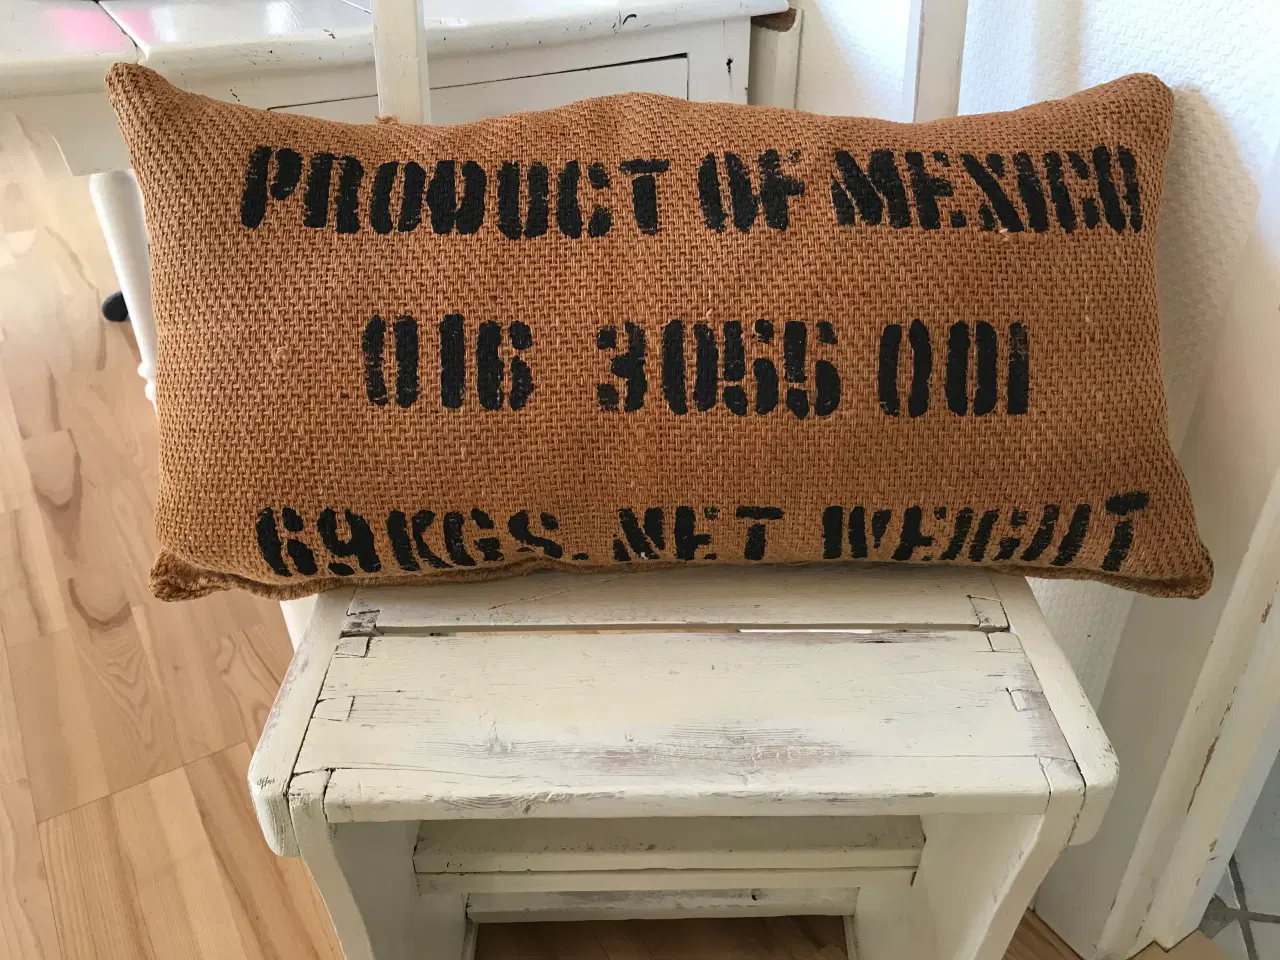 PRODUCT OF MEXICO
016 3055 001
69KGS. NET WEIGHT